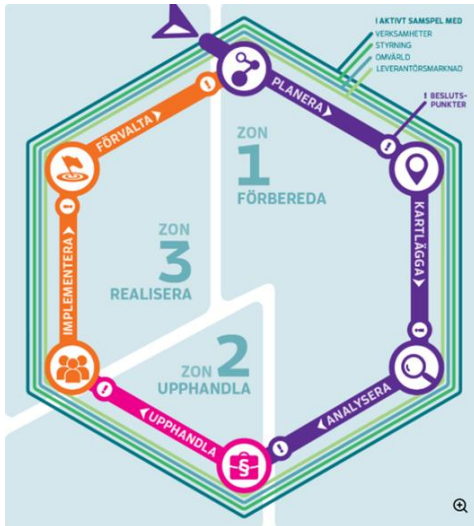 I AKTIVT SAMSPEL MED
VERKSAMHETER
STYRNING
OMVÄRLD
LEVERANTÖRSMARKNAD
! BESLUTS-
PUNKTER
PLANERA
!
KARTLÄGGA
!
ANALYSERA
!
UPPHANDLA
!
IMPLEMENTERA
!
FÖRVALTA
!
ZON
1
FÖRBEREDA
ZON
3
REALISERA
ZON 2
UPPHANDLA
§